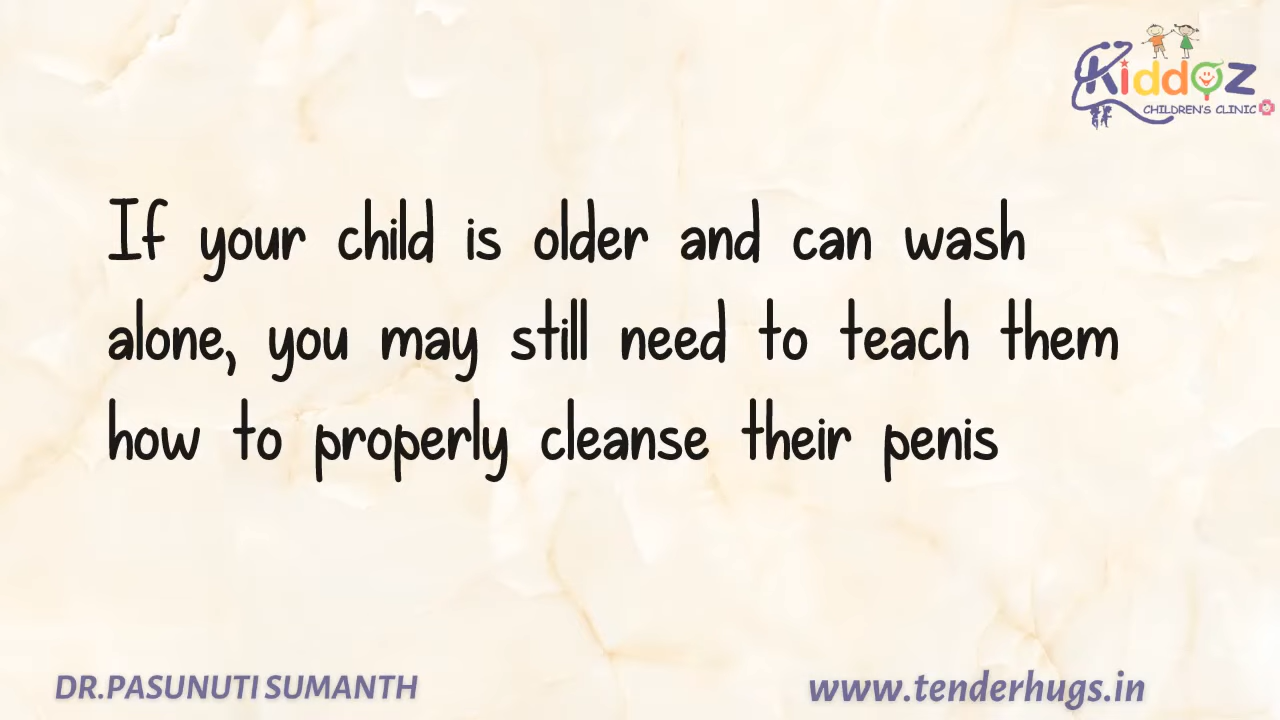 Kiddoz
CHILDREN'S CLINIC
If your child is older and can wash
alone, you may still need to teach them
how to properly cleanse their penis
DR.PASUNUTI SUMANTH
www.tenderhugs.in